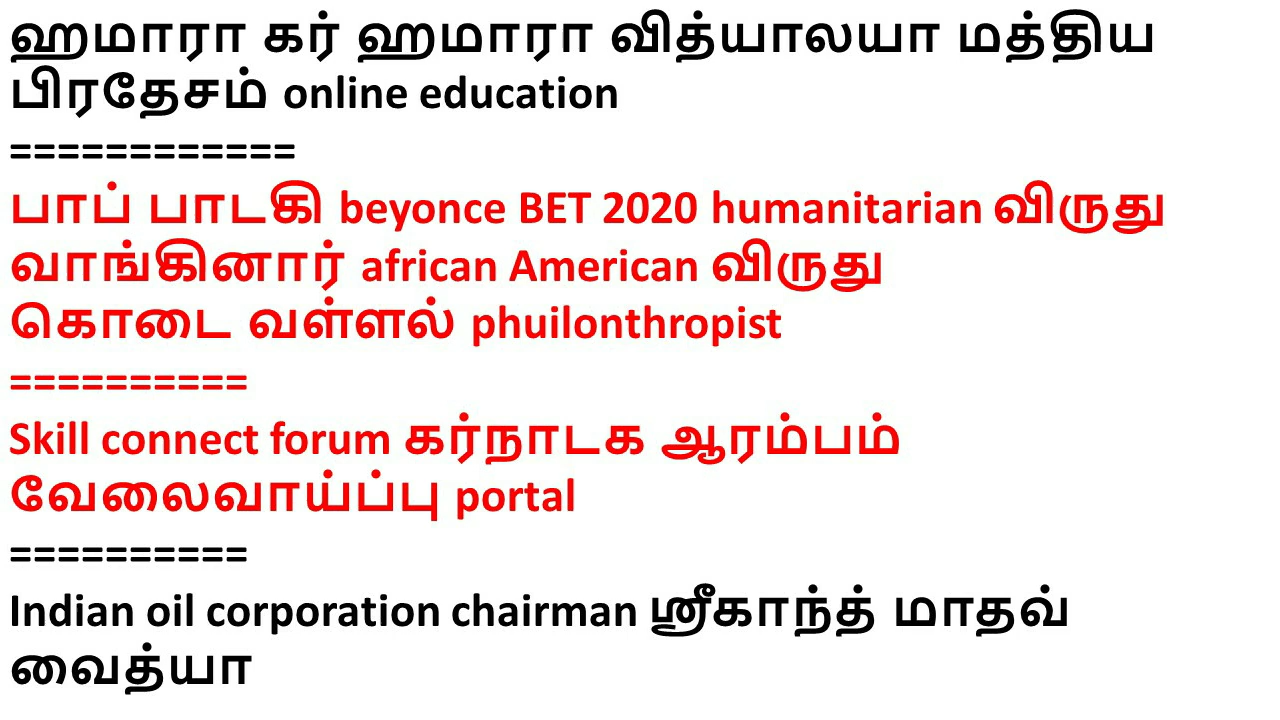 ஹமாரா கர் ஹமாரா வித்யாலயா மத்திய
பிரதேசம் online education
============
பாப் பாடகி beyonce BET 2020 humanitarian விருது
வாங்கினார் african American விருது
கொடை வள்ளல் phuilonthropist
==========
Skill connect forum கர்நாடக ஆரம்பம்
வேலைவாய்ப்பு portal
==========
Indian oil corporation chairman ஸ்ரீகாந்த் மாதவ்
வைத்யா